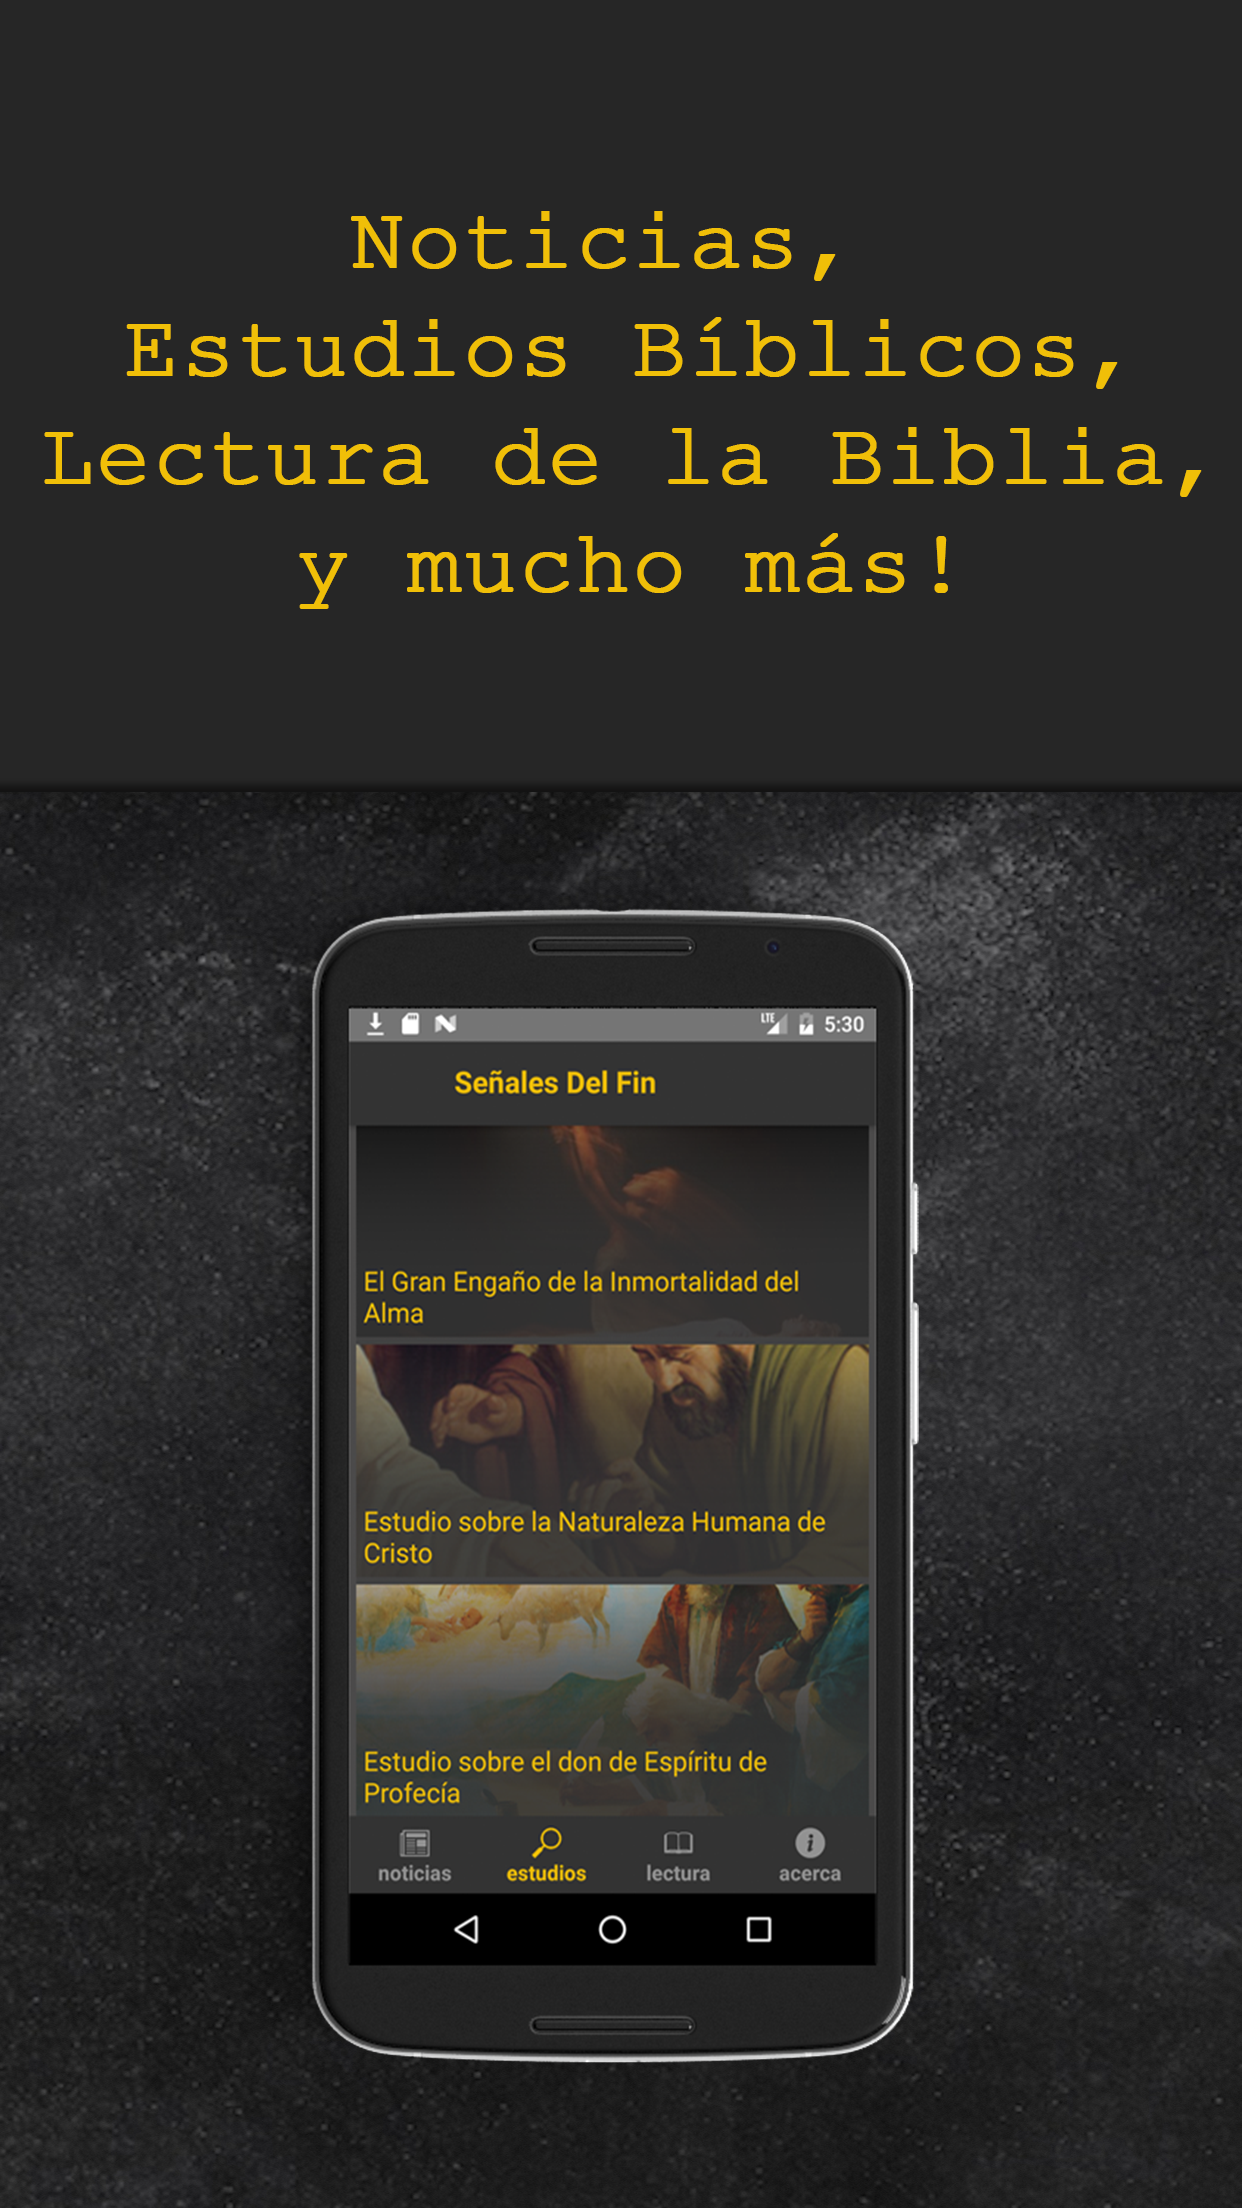 Noticias,
Estudios Bíblicos,
Lectura de la Biblia,
y mucho más!
LTE 5:30
Señales Del Fin
El Gran Engaño de la Inmortalidad del
Alma
Estudio sobre la Naturaleza Humana de
Cristo
Estudio sobre el don de Espíritu de
Profecía
noticias estudios lectura acerca